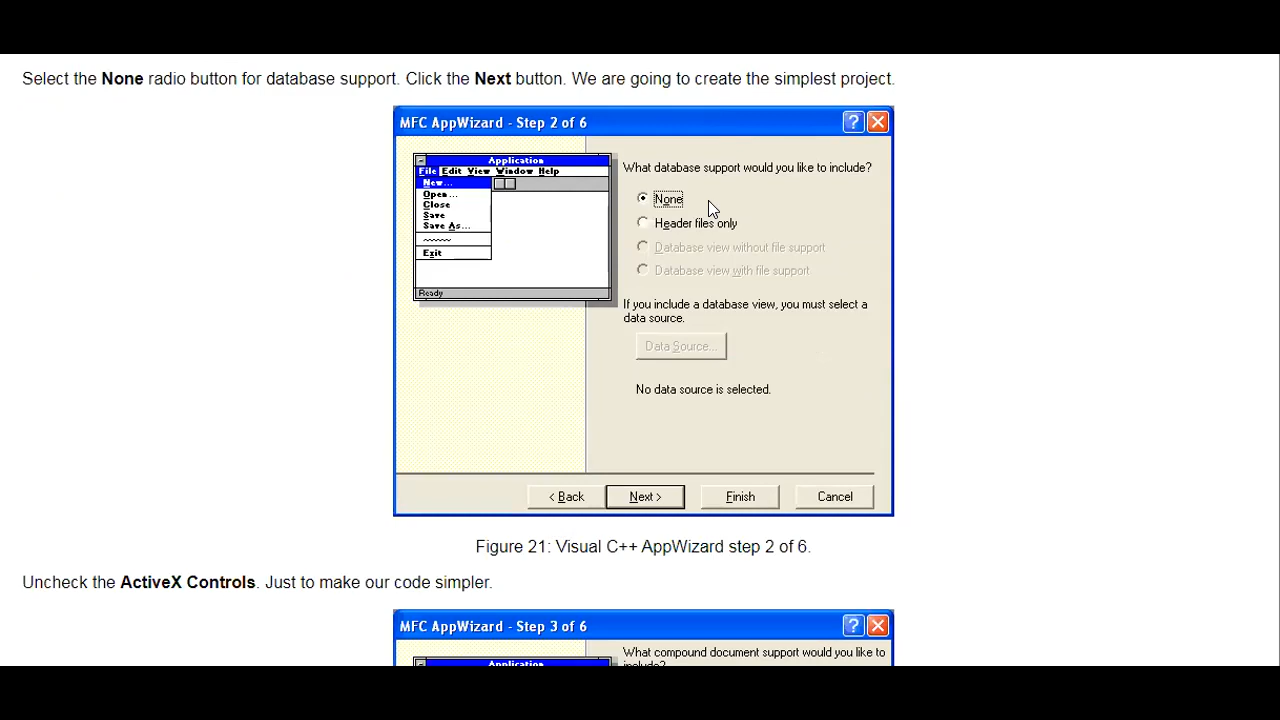 Select the None radio button for database support. Click the Next button. We are going to create the simplest project.
MFC AppWizard - Step 2 of 6
Application
File Edit View Window Help
New...
Open...
Close
Save
Save As...
Exit
Ready
What database support would you like to include?
None
Header files only
Database view without file support
Database view with file support
If you include a database view, you must select a
data source.
Data Source...
No data source is selected.
< Back Next > Finish Cancel
Figure 21: Visual C++ AppWizard step 2 of 6.
Uncheck the ActiveX Controls. Just to make our code simpler.
MFC AppWizard - Step 3 of 6
Application
What compound document support would you like to
include?